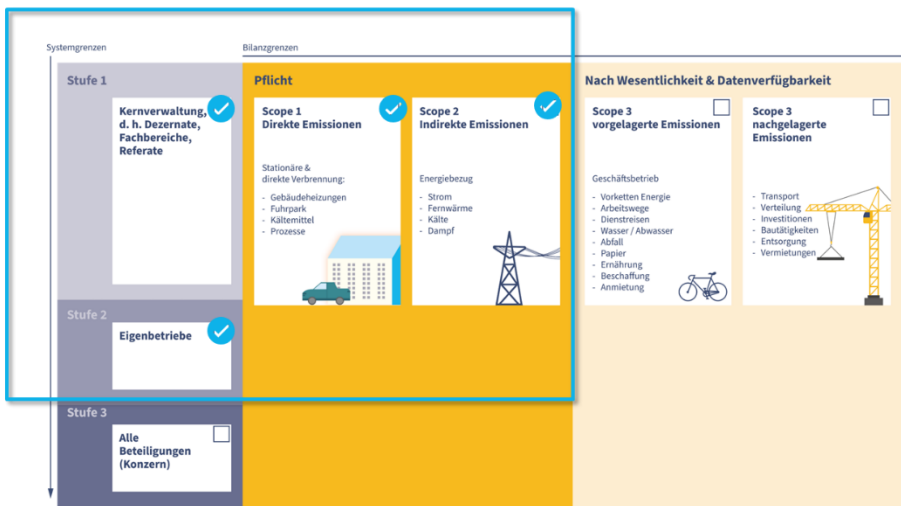 Systemgrenzen
Bilanzgrenzen
Stufe 1
Kernverwaltung,
d. h. Dezernate,
Fachbereiche,
Referate
Stufe 2
Eigenbetriebe
Stufe 3
Alle
Beteiligungen
(Konzern)
Pflicht
Scope 1
Direkte Emissionen
Stationäre &
direkte Verbrennung:
- Gebäudeheizungen
- Fuhrpark
- Kältemittel
- Prozesse
Scope 2
Indirekte Emissionen
Energiebezug
- Strom
- Fernwärme
- Kälte
- Dampf
Nach Wesentlichkeit & Datenverfügbarkeit
Scope 3
vorgelagerte Emissionen
Geschäftsbetrieb
- Vorketten Energie
- Arbeitswege
- Dienstreisen
- Wasser / Abwasser
- Abfall
- Papier
- Ernährung
- Beschaffung
- Anmietung
Scope 3
nachgelagerte
Emissionen
- Transport
- Verteilung
- Investitionen
- Bautätigkeiten
- Entsorgung
- Vermietungen